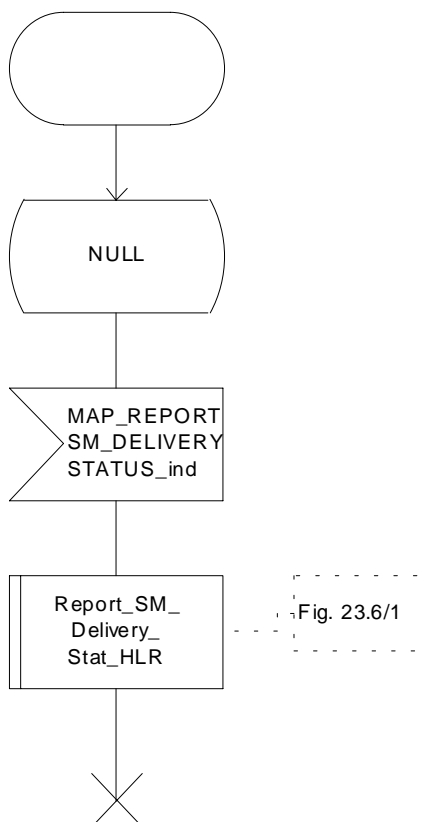 NULL
MAP_REPORT
SM_DELIVERY
STATUS_ind
Report_SM_
Delivery_
Stat_HLR
Fig. 23.6/1